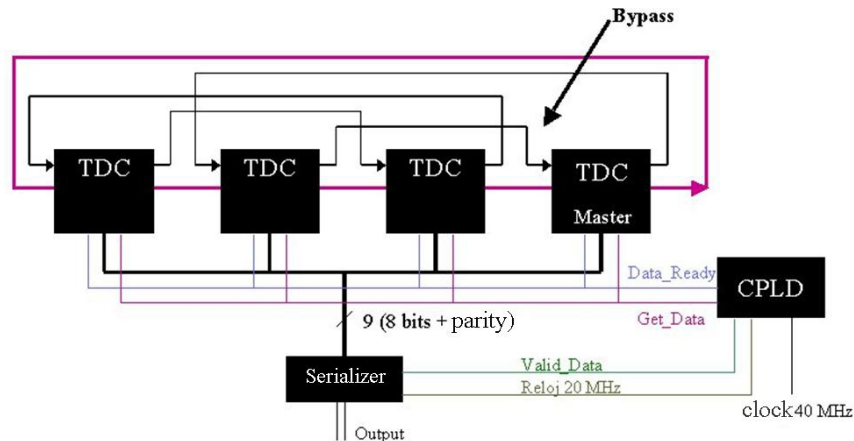 Bypass
TDC
TDC
TDC
TDC
Master
Data_Ready
CPLD
Get_Data
9 (8 bits + parity)
Valid_Data
Serializer
Reloj 20 MHz
clock 40 MHz
Output